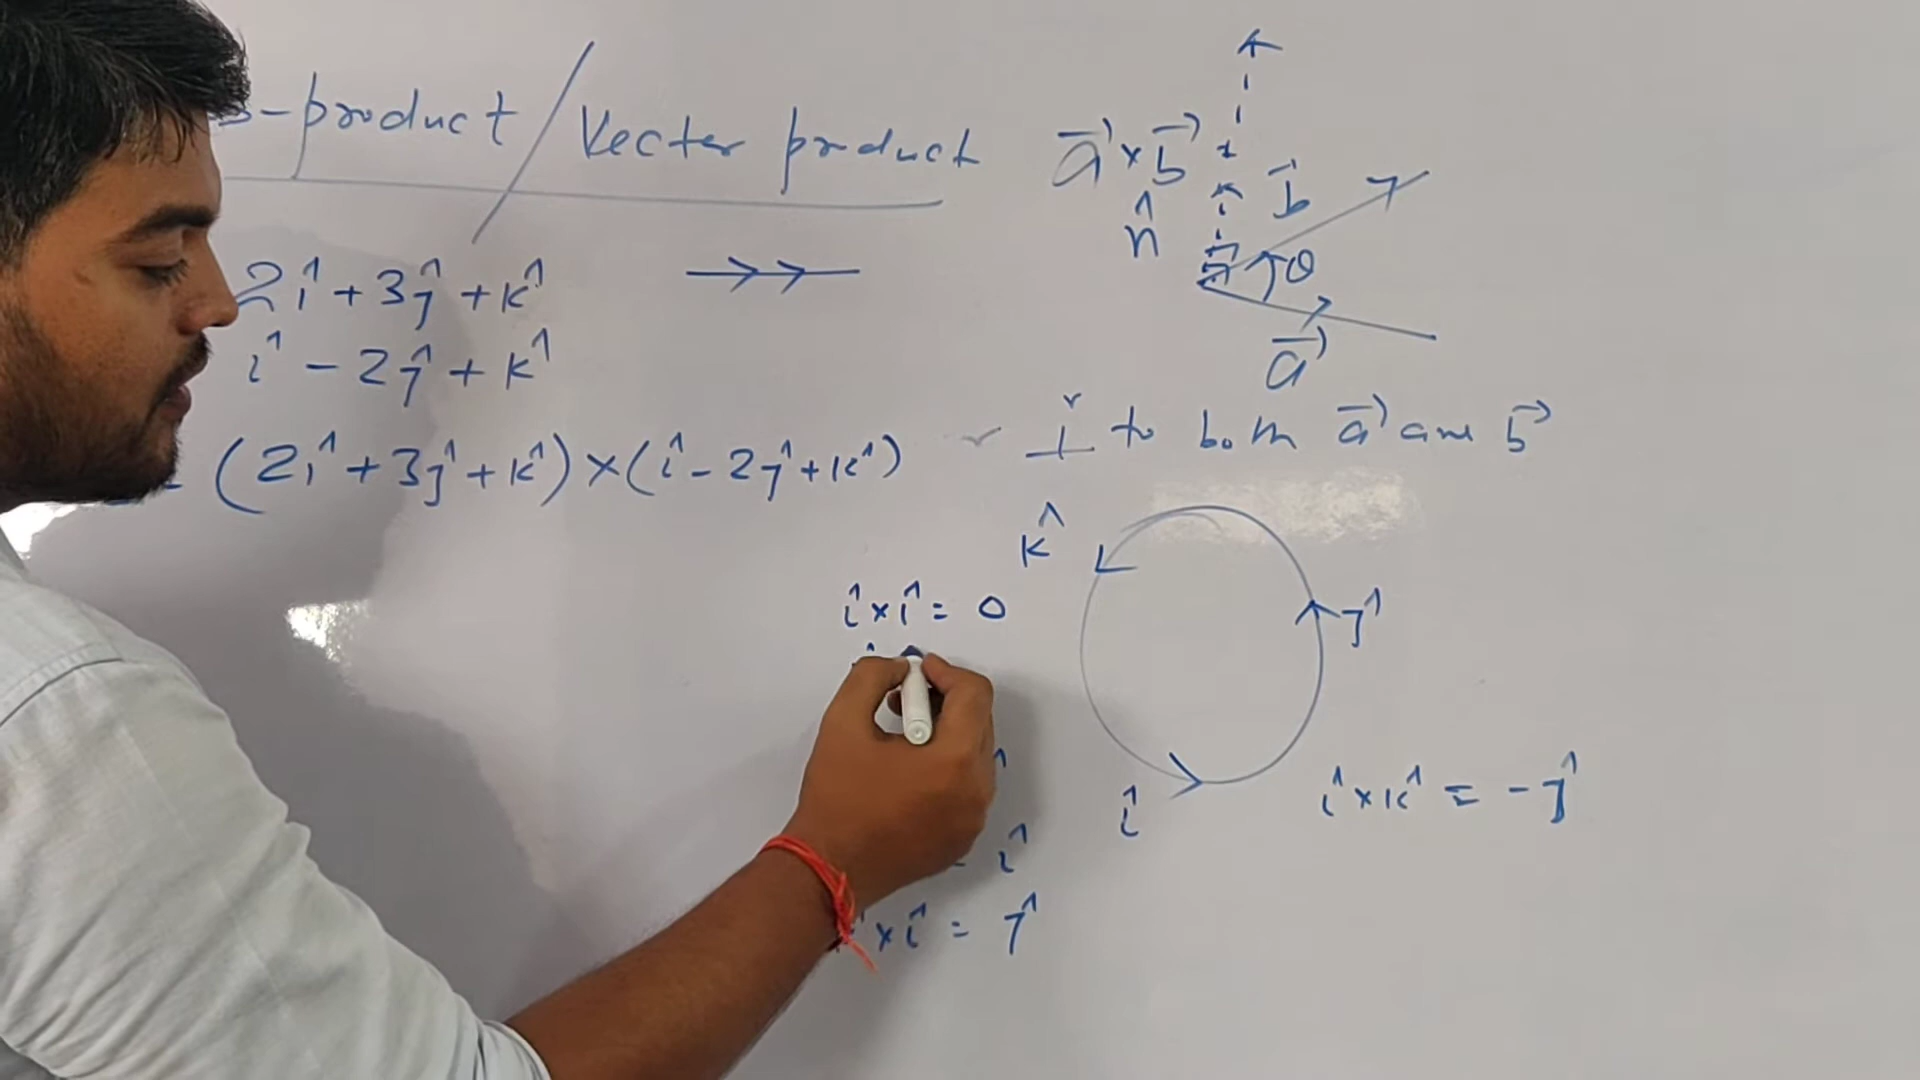 -product / Vecter product
2î + 3ĵ + k̂
î - 2ĵ + k̂
= (2î + 3ĵ + k̂) × (î - 2ĵ + k̂)
a⃗ × b⃗
n̂
b⃗
θ
a⃗
⊥r to both a⃗ and b⃗
k̂
ĵ
î
î × î = 0
î
× î = ĵ
î × k̂ = - ĵ